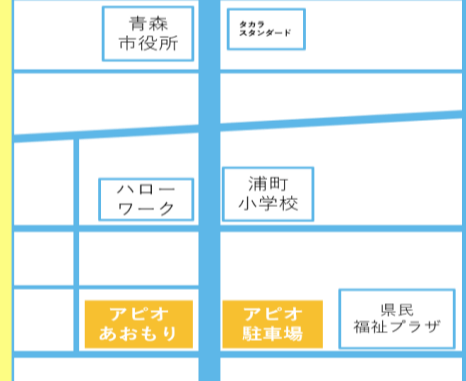 青森
市役所
タカラ
スタンダード
ハロー
ワーク
浦町
小学校
アピオ
あおもり
アピオ
駐車場
県民
福祉プラザ